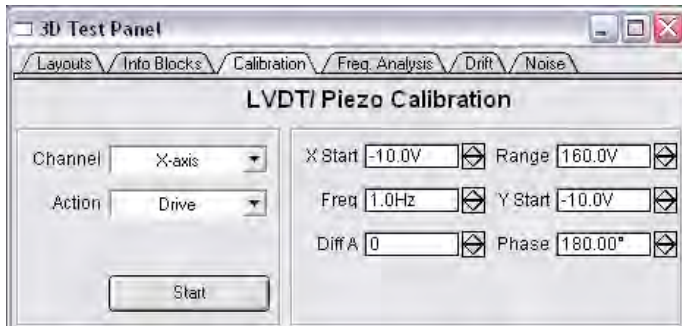 3D Test Panel
Layouts Info Blocks Calibration Freq. Analysis Drift Noise
LVDT/ Piezo Calibration
Channel X-axis
Action Drive
Start
X Start -10.0V Range 160.0V
Freq 1.0Hz Y Start -10.0V
Diff A 0 Phase 180.00°